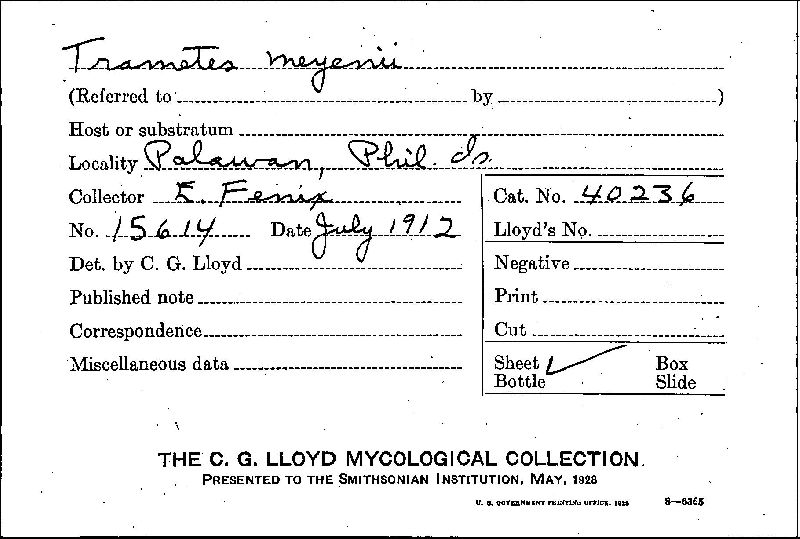 Trametes meyenii
(Referred to by )
Host or substratum
Locality Palawan, Phil. Is.
Collector E. Fenix
No. 15614 Date July 1912
Det. by C. G. Lloyd
Published note
Correspondence
Miscellaneous data
Cat. No. 40236
Lloyd's No.
Negative
Print
Cut
Sheet ✓ Box
Bottle Slide
THE C. G. LLOYD MYCOLOGICAL COLLECTION.
PRESENTED TO THE SMITHSONIAN INSTITUTION, MAY, 1928
U. S. GOVERNMENT PRINTING OFFICE. 1928 8—6365